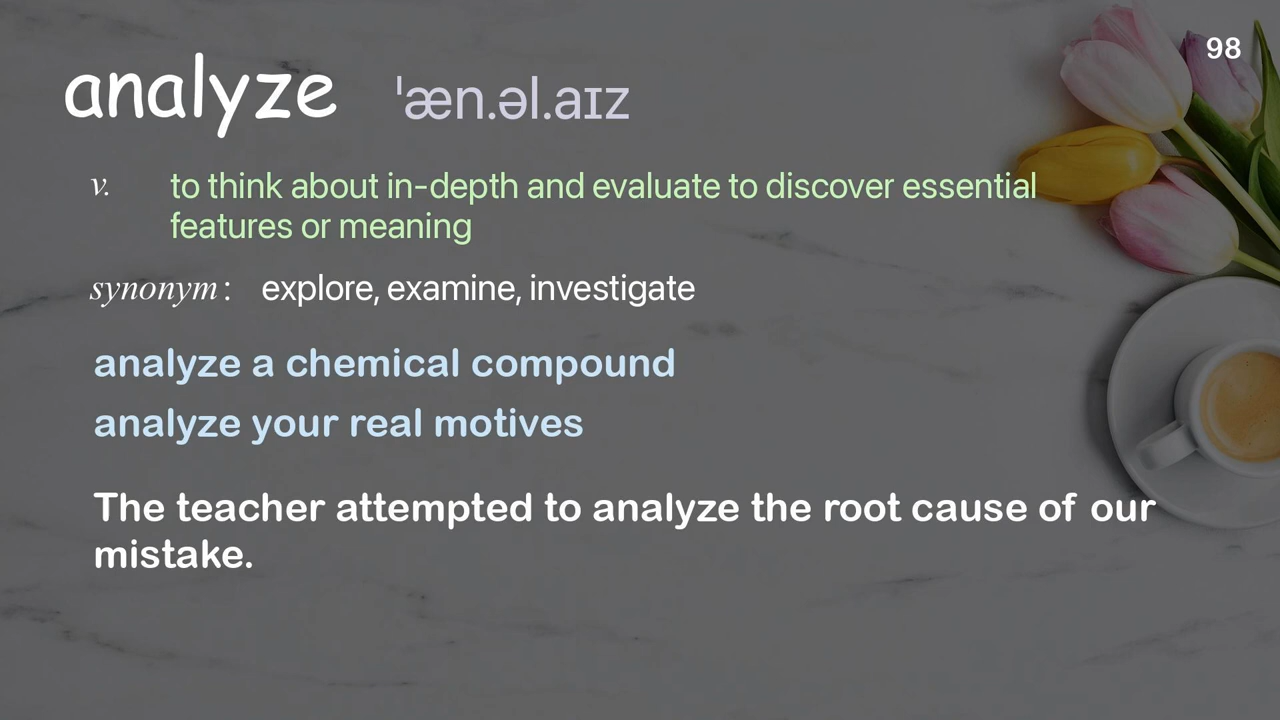 98
analyze ˈæn.əl.aɪz
v. to think about in-depth and evaluate to discover essential
features or meaning
synonym : explore, examine, investigate
analyze a chemical compound
analyze your real motives
The teacher attempted to analyze the root cause of our
mistake.